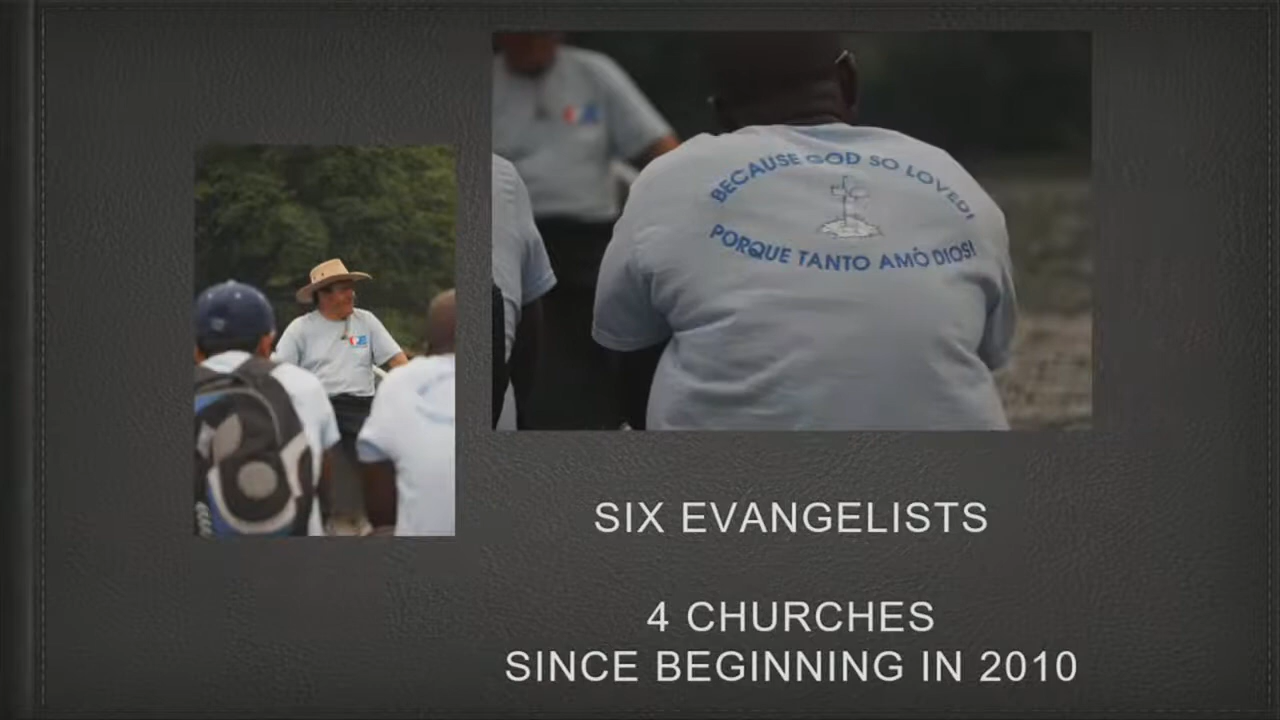 BECAUSE GOD SO LOVED!
PORQUE TANTO AMÓ DIOS!
SIX EVANGELISTS
4 CHURCHES
SINCE BEGINNING IN 2010